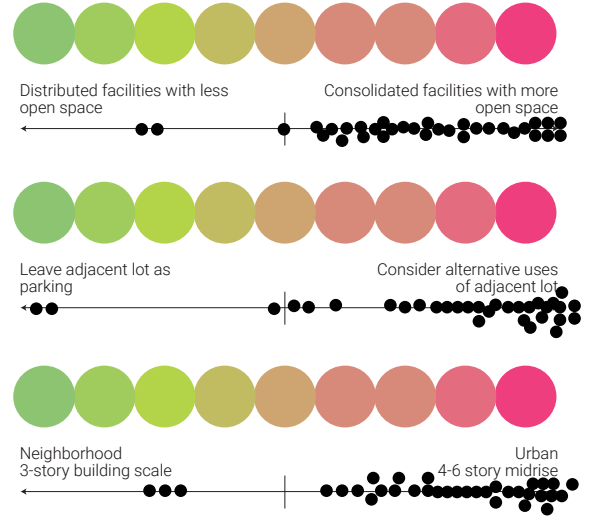 Distributed facilities with less
open space
Consolidated facilities with more
open space
Leave adjacent lot as
parking
Consider alternative uses
of adjacent lot
Neighborhood
3-story building scale
Urban
4-6 story midrise